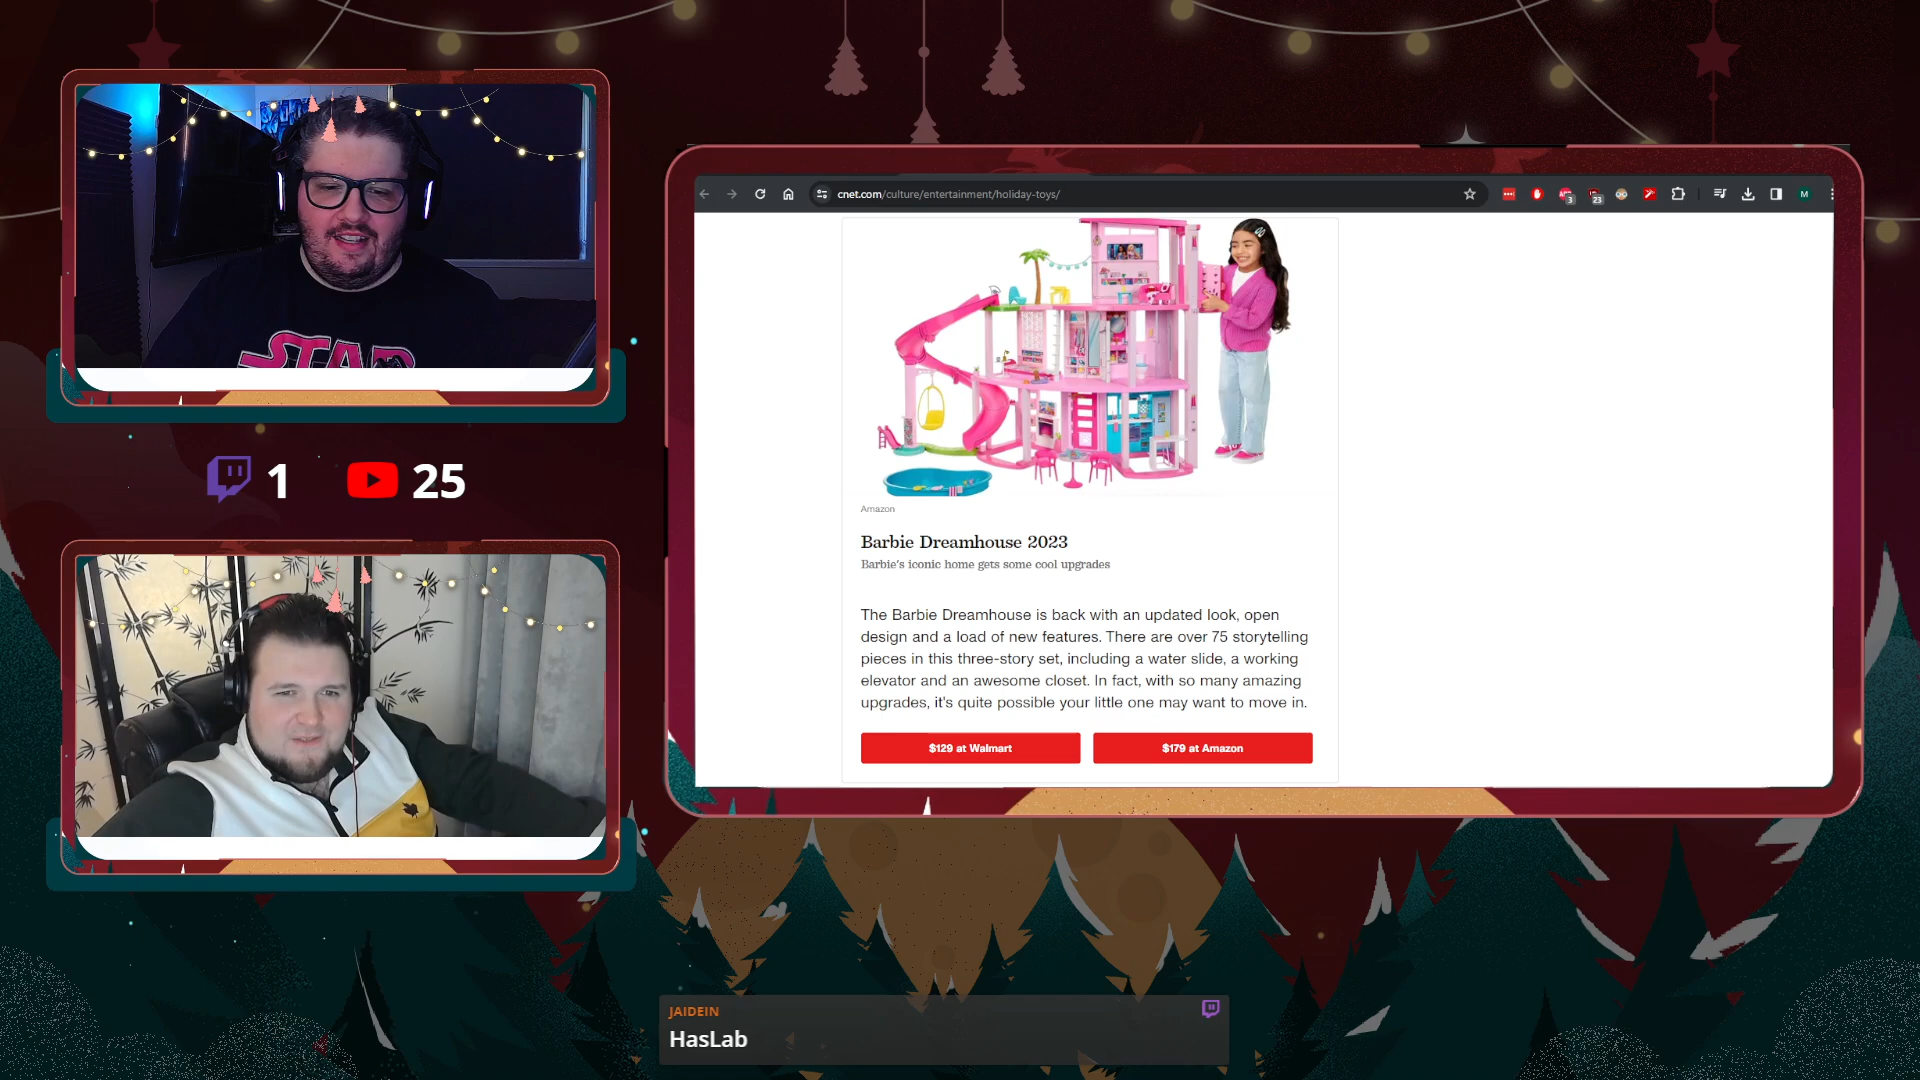 STAR
1
25
cnet.com/culture/entertainment/holiday-toys/
3
23
M
Amazon
Barbie Dreamhouse 2023
Barbie's iconic home gets some cool upgrades
The Barbie Dreamhouse is back with an updated look, open
design and a load of new features. There are over 75 storytelling
pieces in this three-story set, including a water slide, a working
elevator and an awesome closet. In fact, with so many amazing
upgrades, it's quite possible your little one may want to move in.
$129 at Walmart
$179 at Amazon
JAIDEIN
HasLab